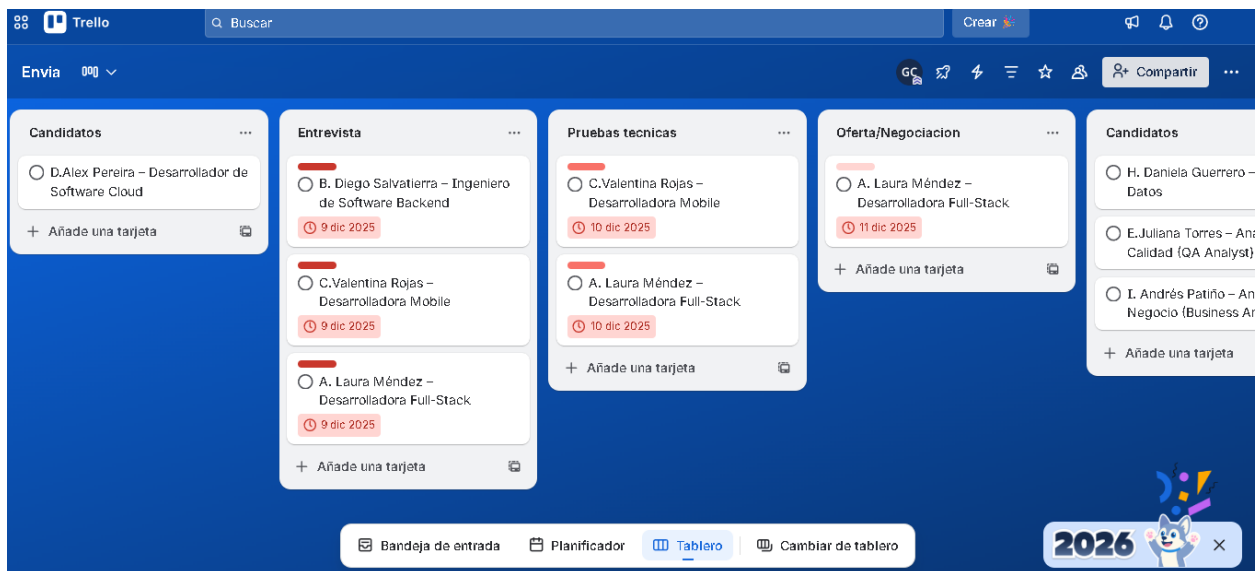 Trello
Buscar
Crear 🎉
Envia
GC
Compartir
Candidatos
D.Alex Pereira – Desarrollador de
Software Cloud
Añade una tarjeta
Entrevista
B. Diego Salvatierra – Ingeniero
de Software Backend
9 dic 2025
C.Valentina Rojas –
Desarrolladora Mobile
9 dic 2025
A. Laura Méndez –
Desarrolladora Full-Stack
9 dic 2025
Añade una tarjeta
Pruebas tecnicas
C.Valentina Rojas –
Desarrolladora Mobile
10 dic 2025
A. Laura Méndez –
Desarrolladora Full-Stack
10 dic 2025
Añade una tarjeta
Oferta/Negociacion
A. Laura Méndez –
Desarrolladora Full-Stack
11 dic 2025
Añade una tarjeta
Candidatos
H. Daniela Guerrero –
Datos
E.Juliana Torres – Ana
Calidad (QA Analyst)
I. Andrés Patiño – An
Negocio (Business An
Añade una tarjeta
Bandeja de entrada
Planificador
Tablero
Cambiar de tablero
2026